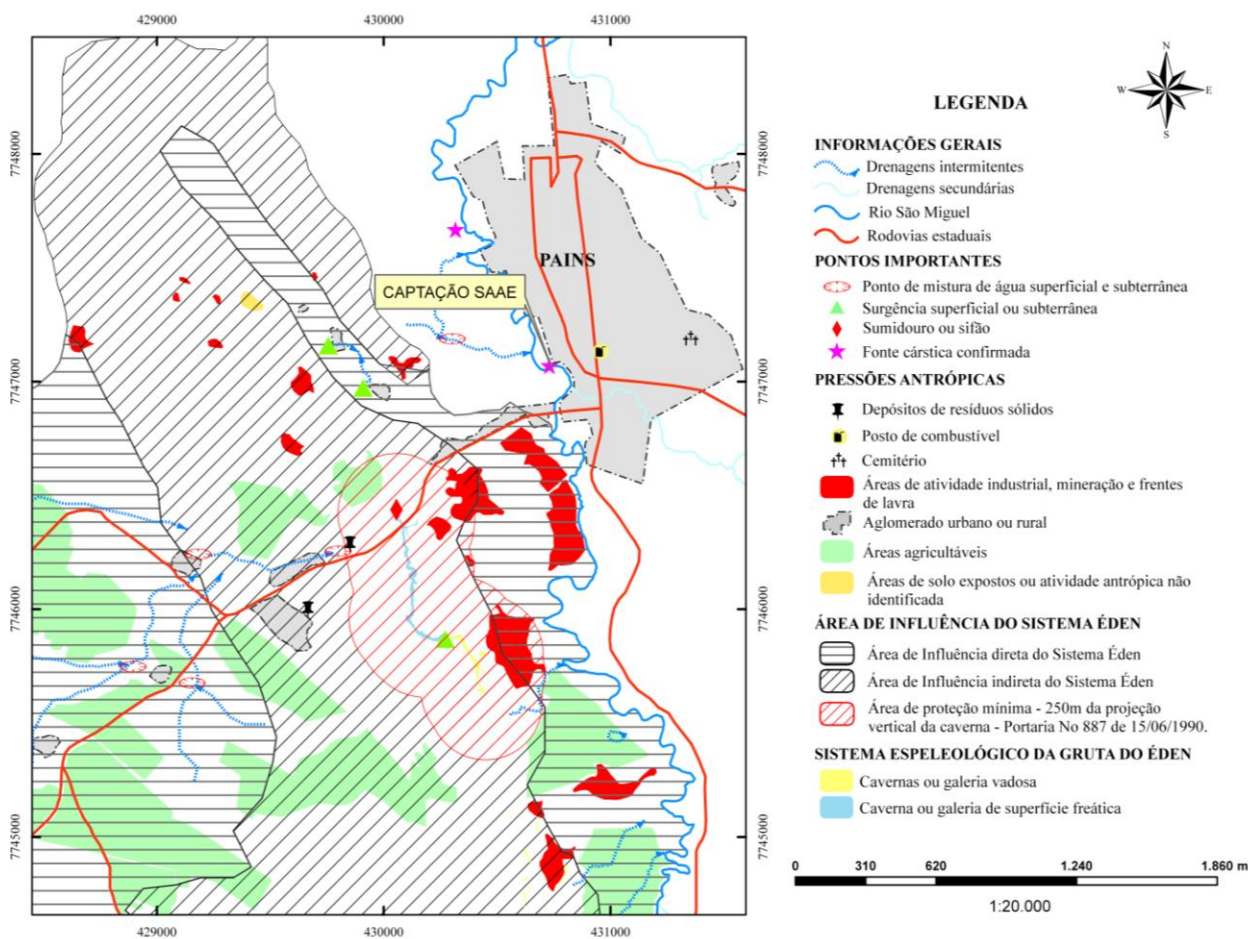 429000
430000
431000
7748000
7747000
7746000
7745000
7748000
7747000
7746000
7745000
PAINS
CAPTAÇÃO SAAE
429000
430000
431000
N
W
E
S
LEGENDA
INFORMAÇÕES GERAIS
Drenagens intermitentes
Drenagens secundárias
Rio São Miguel
Rodovias estaduais
PONTOS IMPORTANTES
Ponto de mistura de água superficial e subterrânea
Surgência superficial ou subterrânea
Sumidouro ou sifão
Fonte cárstica confirmada
PRESSÕES ANTRÓPICAS
Depósitos de resíduos sólidos
Posto de combustível
Cemitério
Áreas de atividade industrial, mineração e frentes
de lavra
Aglomerado urbano ou rural
Áreas agricultáveis
Áreas de solo expostos ou atividade antrópica não
identificada
ÁREA DE INFLUÊNCIA DO SISTEMA ÉDEN
Área de Influência direta do Sistema Éden
Área de Influência indireta do Sistema Éden
Área de proteção mínima - 250m da projeção
vertical da caverna - Portaria No 887 de 15/06/1990.
SISTEMA ESPELEOLÓGICO DA GRUTA DO ÉDEN
Cavernas ou galeria vadosa
Caverna ou galeria de superfície freática
0 310 620 1.240 1.860 m
1:20.000